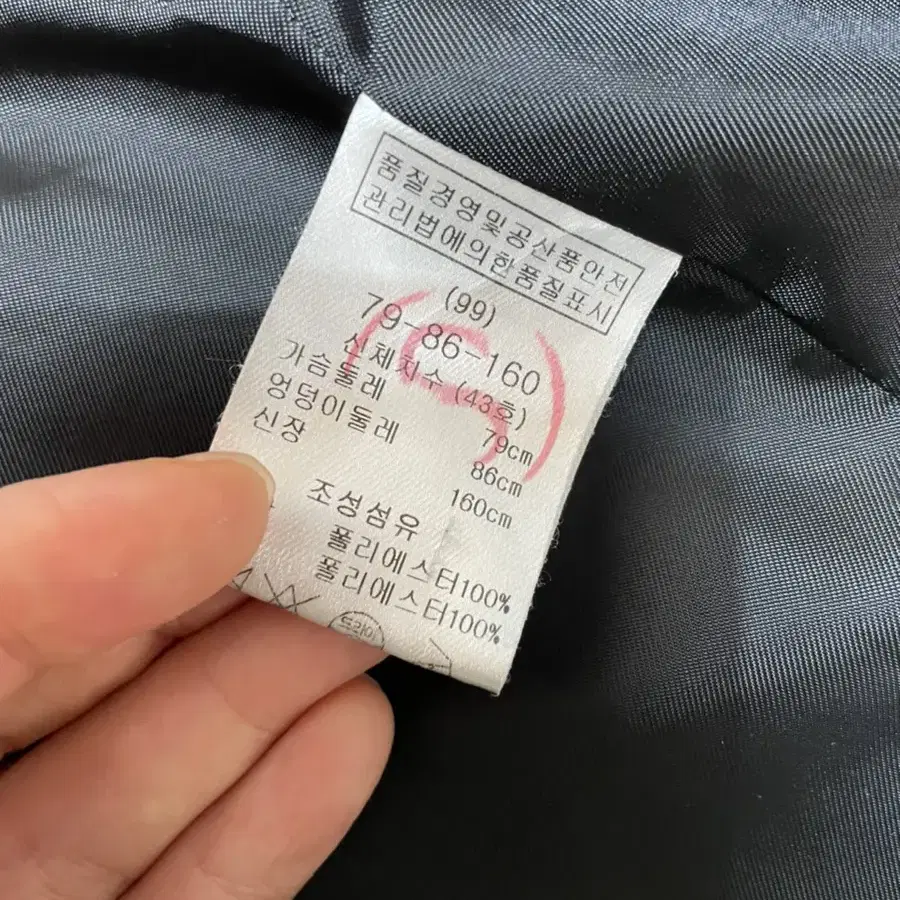 품질경영및공산품안전
관리법에의한품질표시
(99)
79-86-160
신체치수 (43호)
가슴둘레 79cm
엉덩이둘레 86cm
신장 160cm
조성섬유
폴리에스터100%
폴리에스터100%
드라이